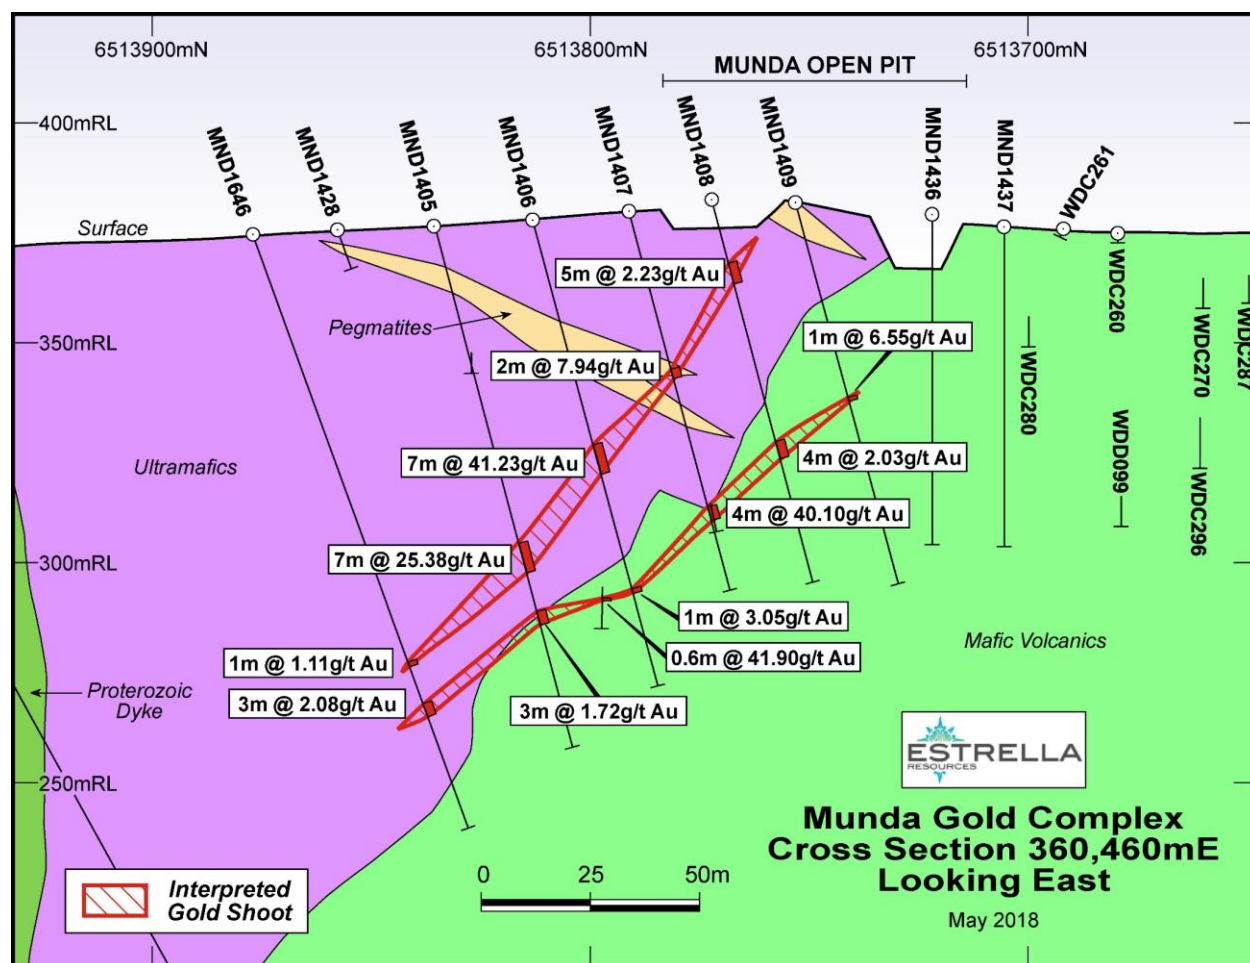 6513900mN
6513800mN
6513700mN
MUNDA OPEN PIT
400mRL
MND1646
MND1428
MND1405
MND1406
MND1407
MND1408
MND1409
MND1436
MND1437
WDC261
Surface
5m @ 2.23g/t Au
WDC260
WDC270
WDC287
Pegmatites
1m @ 6.55g/t Au
350mRL
2m @ 7.94g/t Au
WDC280
Ultramafics
7m @ 41.23g/t Au
4m @ 2.03g/t Au
WDD099
WDC296
4m @ 40.10g/t Au
300mRL
7m @ 25.38g/t Au
1m @ 3.05g/t Au
Mafic Volcanics
0.6m @ 41.90g/t Au
1m @ 1.11g/t Au
Proterozoic
Dyke
3m @ 2.08g/t Au
3m @ 1.72g/t Au
ESTRELLA
RESOURCES
250mRL
Munda Gold Complex
Cross Section 360,460mE
Looking East
May 2018
0 25 50m
Interpreted
Gold Shoot